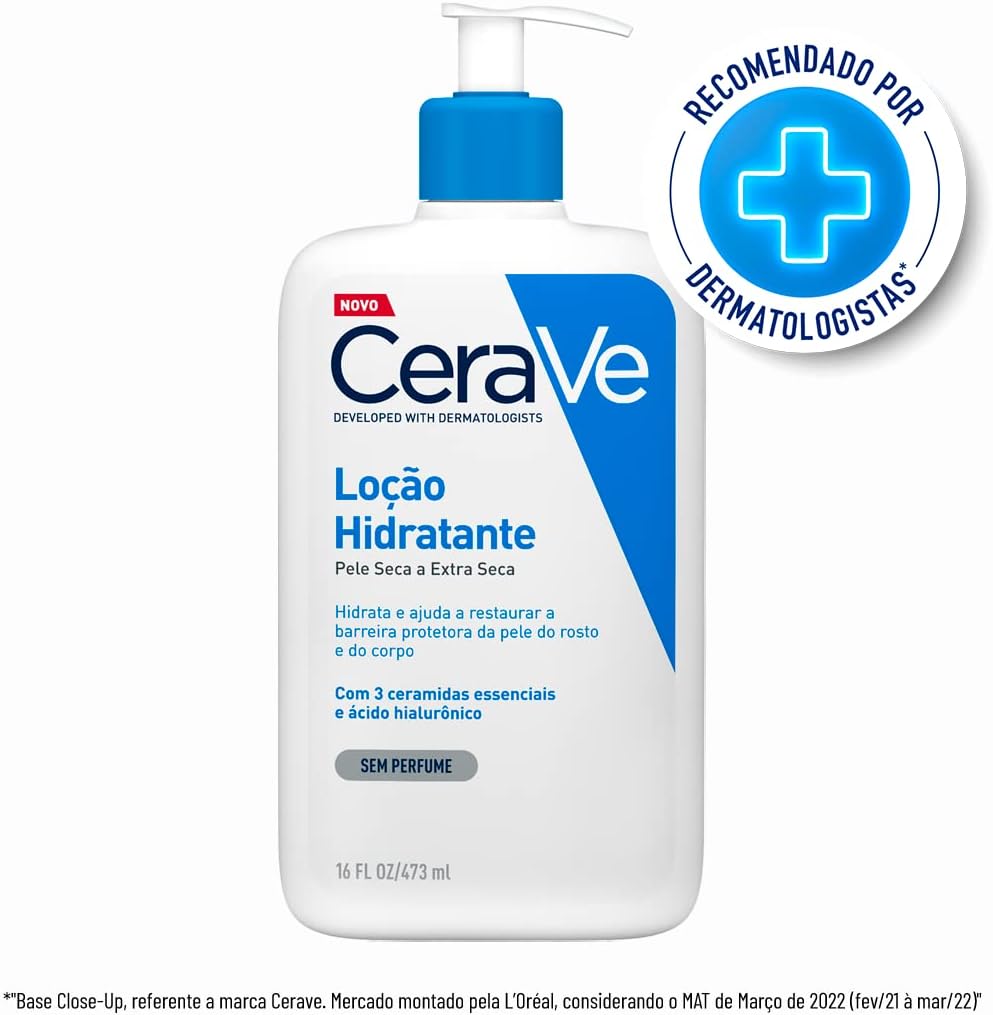 RECOMENDADO POR
DERMATOLOGISTAS*
NOVO
CeraVe
DEVELOPED WITH DERMATOLOGISTS
Loção
Hidratante
Pele Seca a Extra Seca
Hidrata e ajuda a restaurar a
barreira protetora da pele do rosto
e do corpo
Com 3 ceramidas essenciais
e ácido hialurônico
SEM PERFUME
16 FL OZ/473 ml
*"Base Close-Up, referente a marca Cerave. Mercado montado pela L'Oréal, considerando o MAT de Março de 2022 (fev/21 à mar/22)"